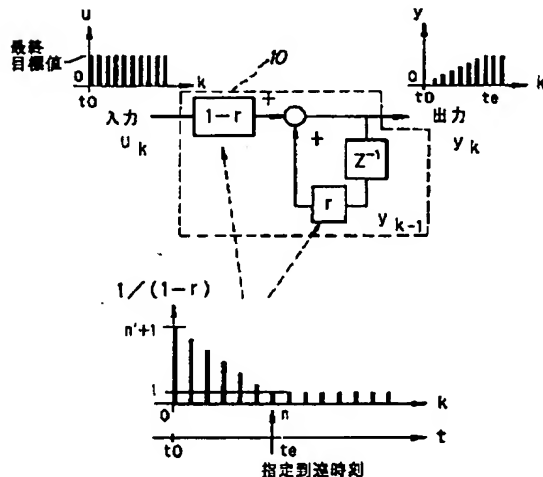 u
最終
目標値
0
t0
k
10
y
0
t0
te
k
入力
u k
1−r
+
+
Z⁻¹
r
y k−1
出力
y k
1/(1−r)
n'+1
1
0
n
k
t0
te
t
指定到達時刻